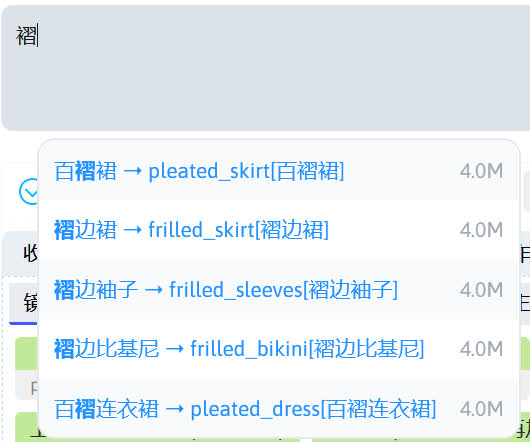 褶
百褶裙 → pleated_skirt[百褶裙] 4.0M
褶边裙 → frilled_skirt[褶边裙] 4.0M
收
褶边袖子 → frilled_sleeves[褶边袖子] 4.0M
镜
褶边比基尼 → frilled_bikini[褶边比基尼] 4.0M
百褶连衣裙 → pleated_dress[百褶连衣裙] 4.0M